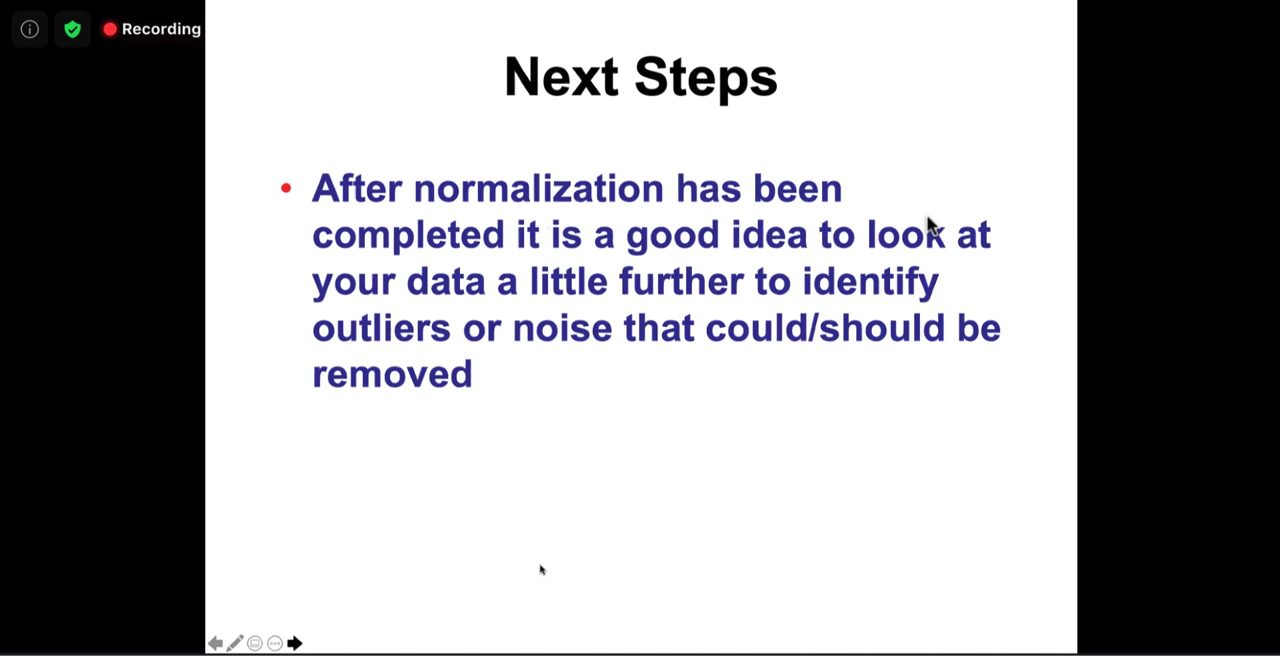 Recording
Next Steps
• After normalization has been
completed it is a good idea to look at
your data a little further to identify
outliers or noise that could/should be
removed